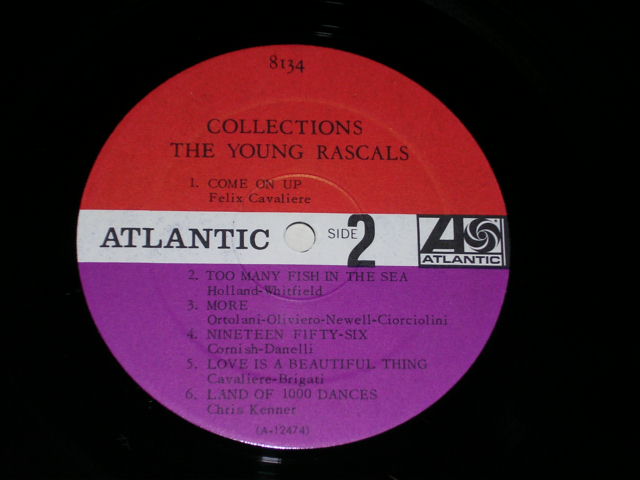 8134
COLLECTIONS
THE YOUNG RASCALS
1. COME ON UP
Felix Cavaliere
ATLANTIC SIDE 2 ATLANTIC
2. TOO MANY FISH IN THE SEA
Holland-Whitfield
3. MORE
Ortolani-Oliviero-Newell-Ciorciolini
4. NINETEEN FIFTY-SIX
Cornish-Danelli
5. LOVE IS A BEAUTIFUL THING
Cavaliere-Brigati
6. LAND OF 1000 DANCES
Chris Kenner
(A-12474)